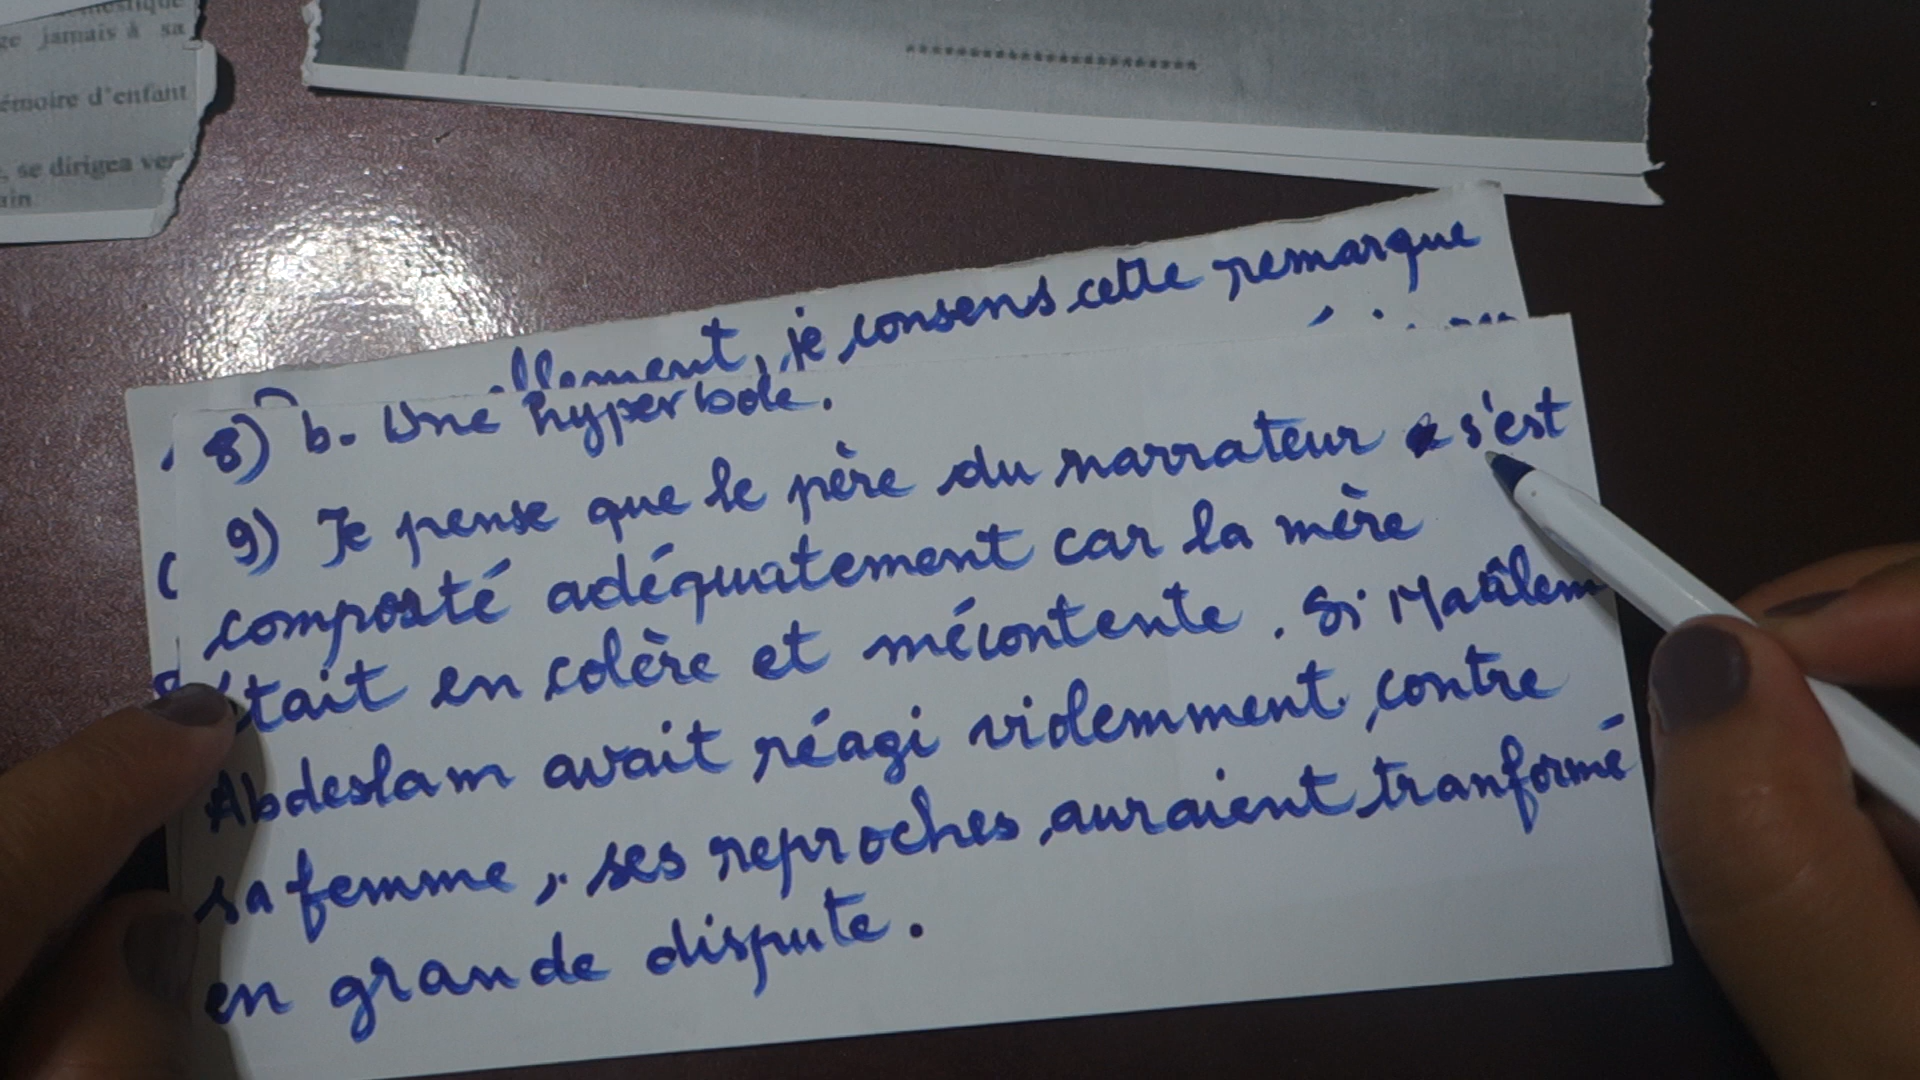 ge jamais à sa
émoire d'enfant
, se dirigea ver
ain
je consens cette remarque
8) b. Une hyperbole.
9) Je pense que le père du narrateur s'est
comporté adéquatement car la mère
était en colère et mécontente. Si Maâlem
Abdeslam avait réagi violemment contre
sa femme, ses reproches auraient tranformé
en grande dispute.